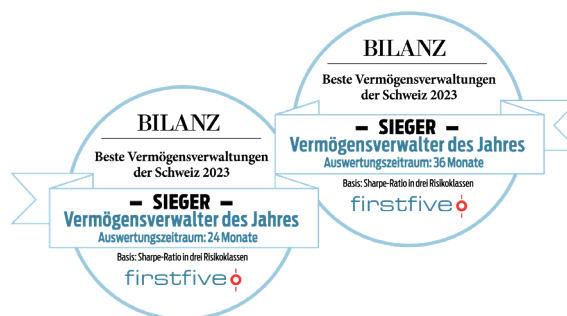 BILANZ
Beste Vermögensverwaltungen
der Schweiz 2023
– SIEGER –
Vermögensverwalter des Jahres
Auswertungszeitraum: 24 Monate
Basis: Sharpe-Ratio in drei Risikoklassen
firstfive
BILANZ
Beste Vermögensverwaltungen
der Schweiz 2023
– SIEGER –
Vermögensverwalter des Jahres
Auswertungszeitraum: 36 Monate
Basis: Sharpe-Ratio in drei Risikoklassen
firstfive